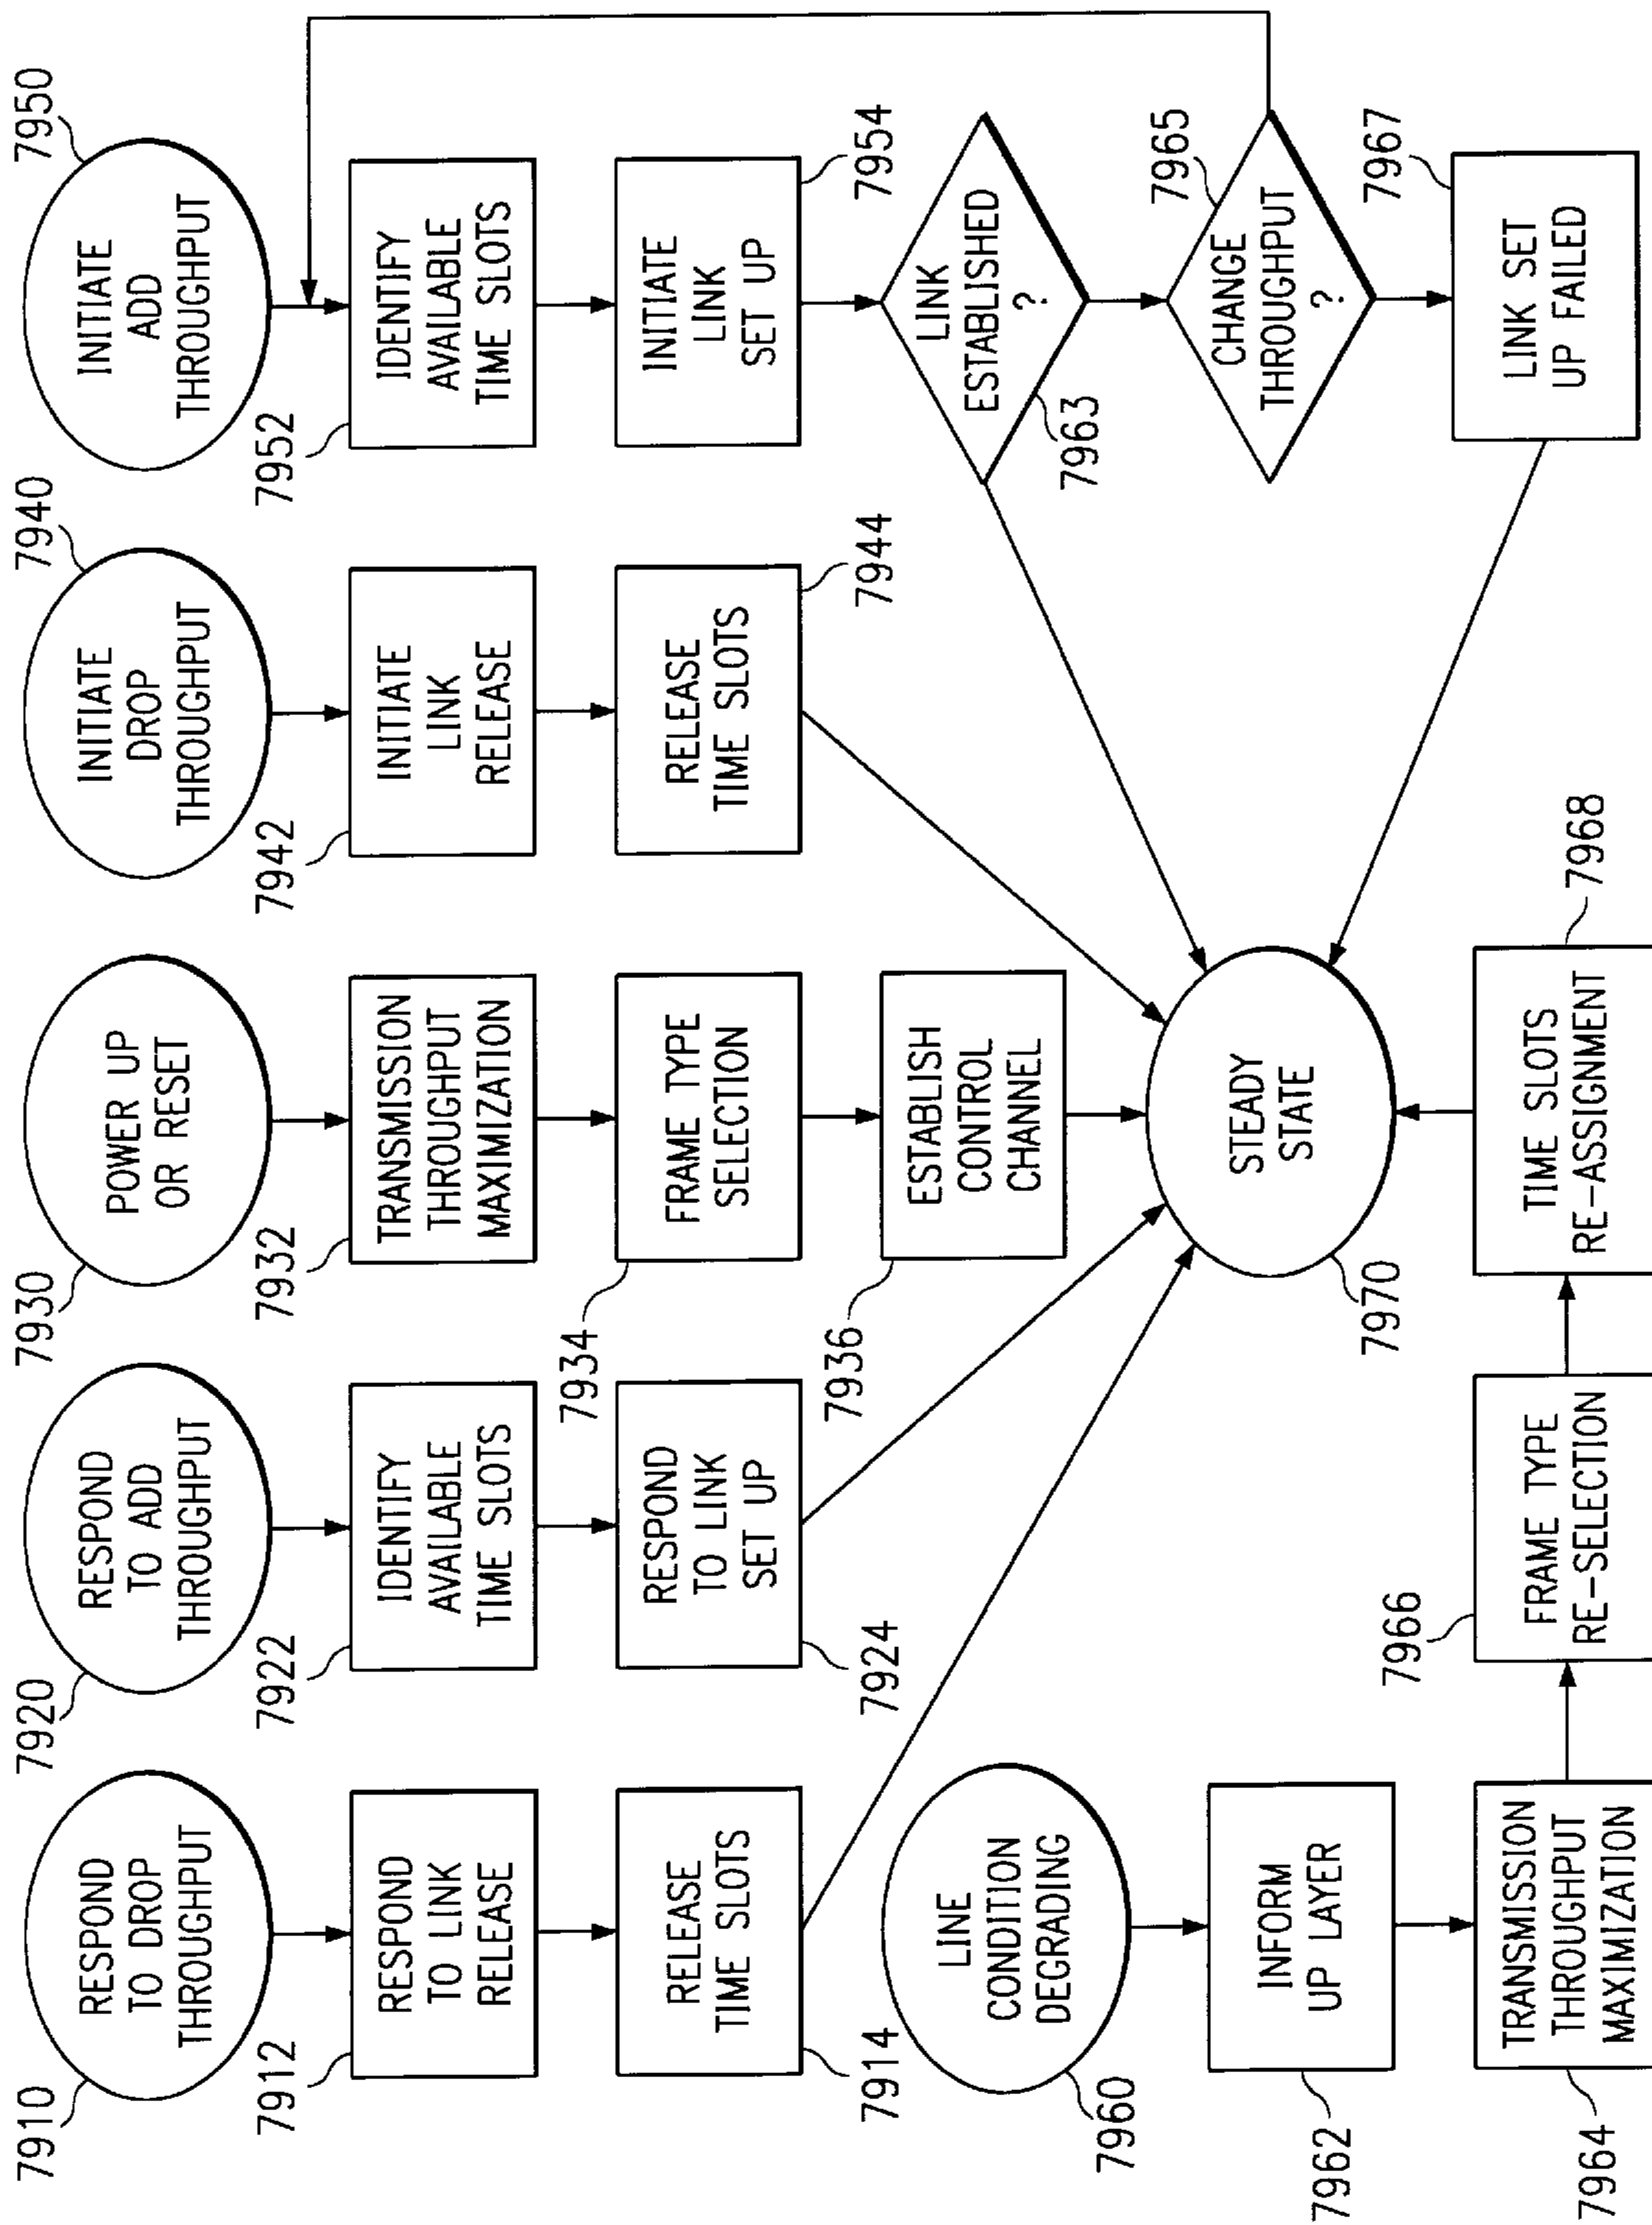 7910
RESPOND
TO DROP
THROUGHPUT
7920
RESPOND
TO ADD
THROUGHPUT
7930
POWER UP
OR RESET
7940
INITIATE
DROP
THROUGHPUT
7950
INITIATE
ADD
THROUGHPUT
7912
RESPOND
TO LINK
RELEASE
7922
IDENTIFY
AVAILABLE
TIME SLOTS
7932
TRANSMISSION
THROUGHPUT
MAXIMIZATION
7942
INITIATE
LINK
RELEASE
7952
IDENTIFY
AVAILABLE
TIME SLOTS
RELEASE
TIME SLOTS
7914
RESPOND
TO LINK
SET UP
7924
7934
FRAME TYPE
SELECTION
RELEASE
TIME SLOTS
7944
INITIATE
LINK
SET UP
7954
LINE
CONDITION
DEGRADING
7960
7936
ESTABLISH
CONTROL
CHANNEL
LINK
ESTABLISHED
?
7963
INFORM
UP LAYER
7962
STEADY
STATE
7970
CHANGE
THROUGHPUT
?
7965
TRANSMISSION
THROUGHPUT
MAXIMIZATION
7964
7966
FRAME TYPE
RE-SELECTION
TIME SLOTS
RE-ASSIGNMENT
7968
LINK SET
UP FAILED
7967